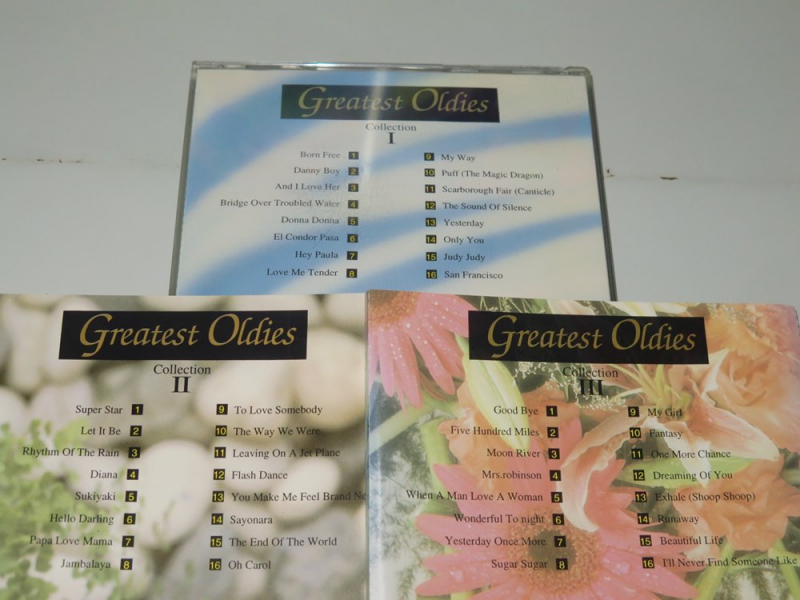 Greatest Oldies
Collection
I
Born Free 1
Danny Boy 2
And I Love Her 3
Bridge Over Troubled Water 4
Donna Donna 5
El Condor Pasa 6
Hey Paula 7
Love Me Tender 8
9 My Way
10 Puff (The Magic Dragon)
11 Scarborough Fair (Canticle)
12 The Sound Of Silence
13 Yesterday
14 Only You
15 Judy Judy
16 San Francisco
Greatest Oldies
Collection
II
Super Star 1
Let It Be 2
Rhythm Of The Rain 3
Diana 4
Sukiyaki 5
Hello Darling 6
Papa Love Mama 7
Jambalaya 8
9 To Love Somebody
10 The Way We Were
11 Leaving On A Jet Plane
12 Flash Dance
13 You Make Me Feel Brand Ne
14 Sayonara
15 The End Of The World
16 Oh Carol
Greatest Oldies
Collection
III
Good Bye 1
Five Hundred Miles 2
Moon River 3
Mrs.robinson 4
When A Man Love A Woman 5
Wonderful To night 6
Yesterday Once More 7
Sugar Sugar 8
9 My Girl
10 Fantasy
11 One More Chance
12 Dreaming Of You
13 Exhale (Shoop Shoop)
14 Runaway
15 Beautiful Life
16 I'll Never Find Someone Like